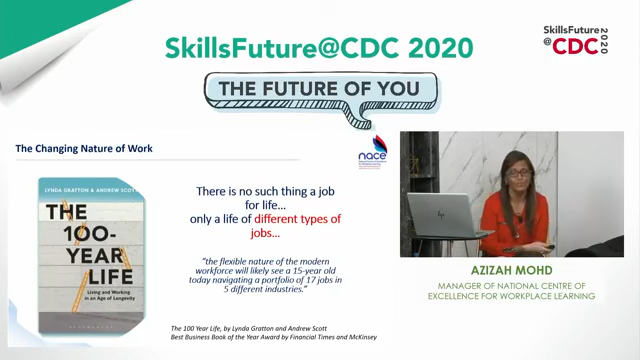 SkillsFuture@CDC 2020
SkillsFuture
@CDC
2020
THE FUTURE OF YOU
The Changing Nature of Work
nace
LYNDA GRATTON & ANDREW SCOTT
THE
100-
YEAR
LIFE
Living and Working
in an Age of Longevity
BLOOMSBURY
There is no such thing a job
for life...
only a life of different types of
jobs...
"the flexible nature of the modern
workforce will likely see a 15-year old
today navigating a portfolio of 17 jobs in
5 different industries."
The 100 Year Life, by Lynda Gratton and Andrew Scott
Best Business Book of the Year Award by Financial Times and McKinsey
hp
AZIZAH MOHD
MANAGER OF NATIONAL CENTRE OF
EXCELLENCE FOR WORKPLACE LEARNING